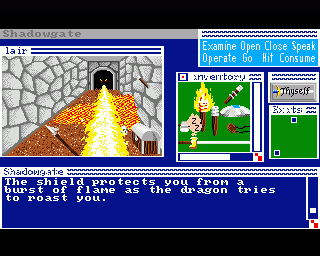 Shadowgate
Examine Open Close Speak
Operate Go Hit Consume
lair
inventory
Thyself
Exits
Shadowgate
The shield protects you from a
burst of flame as the dragon tries
to roast you.